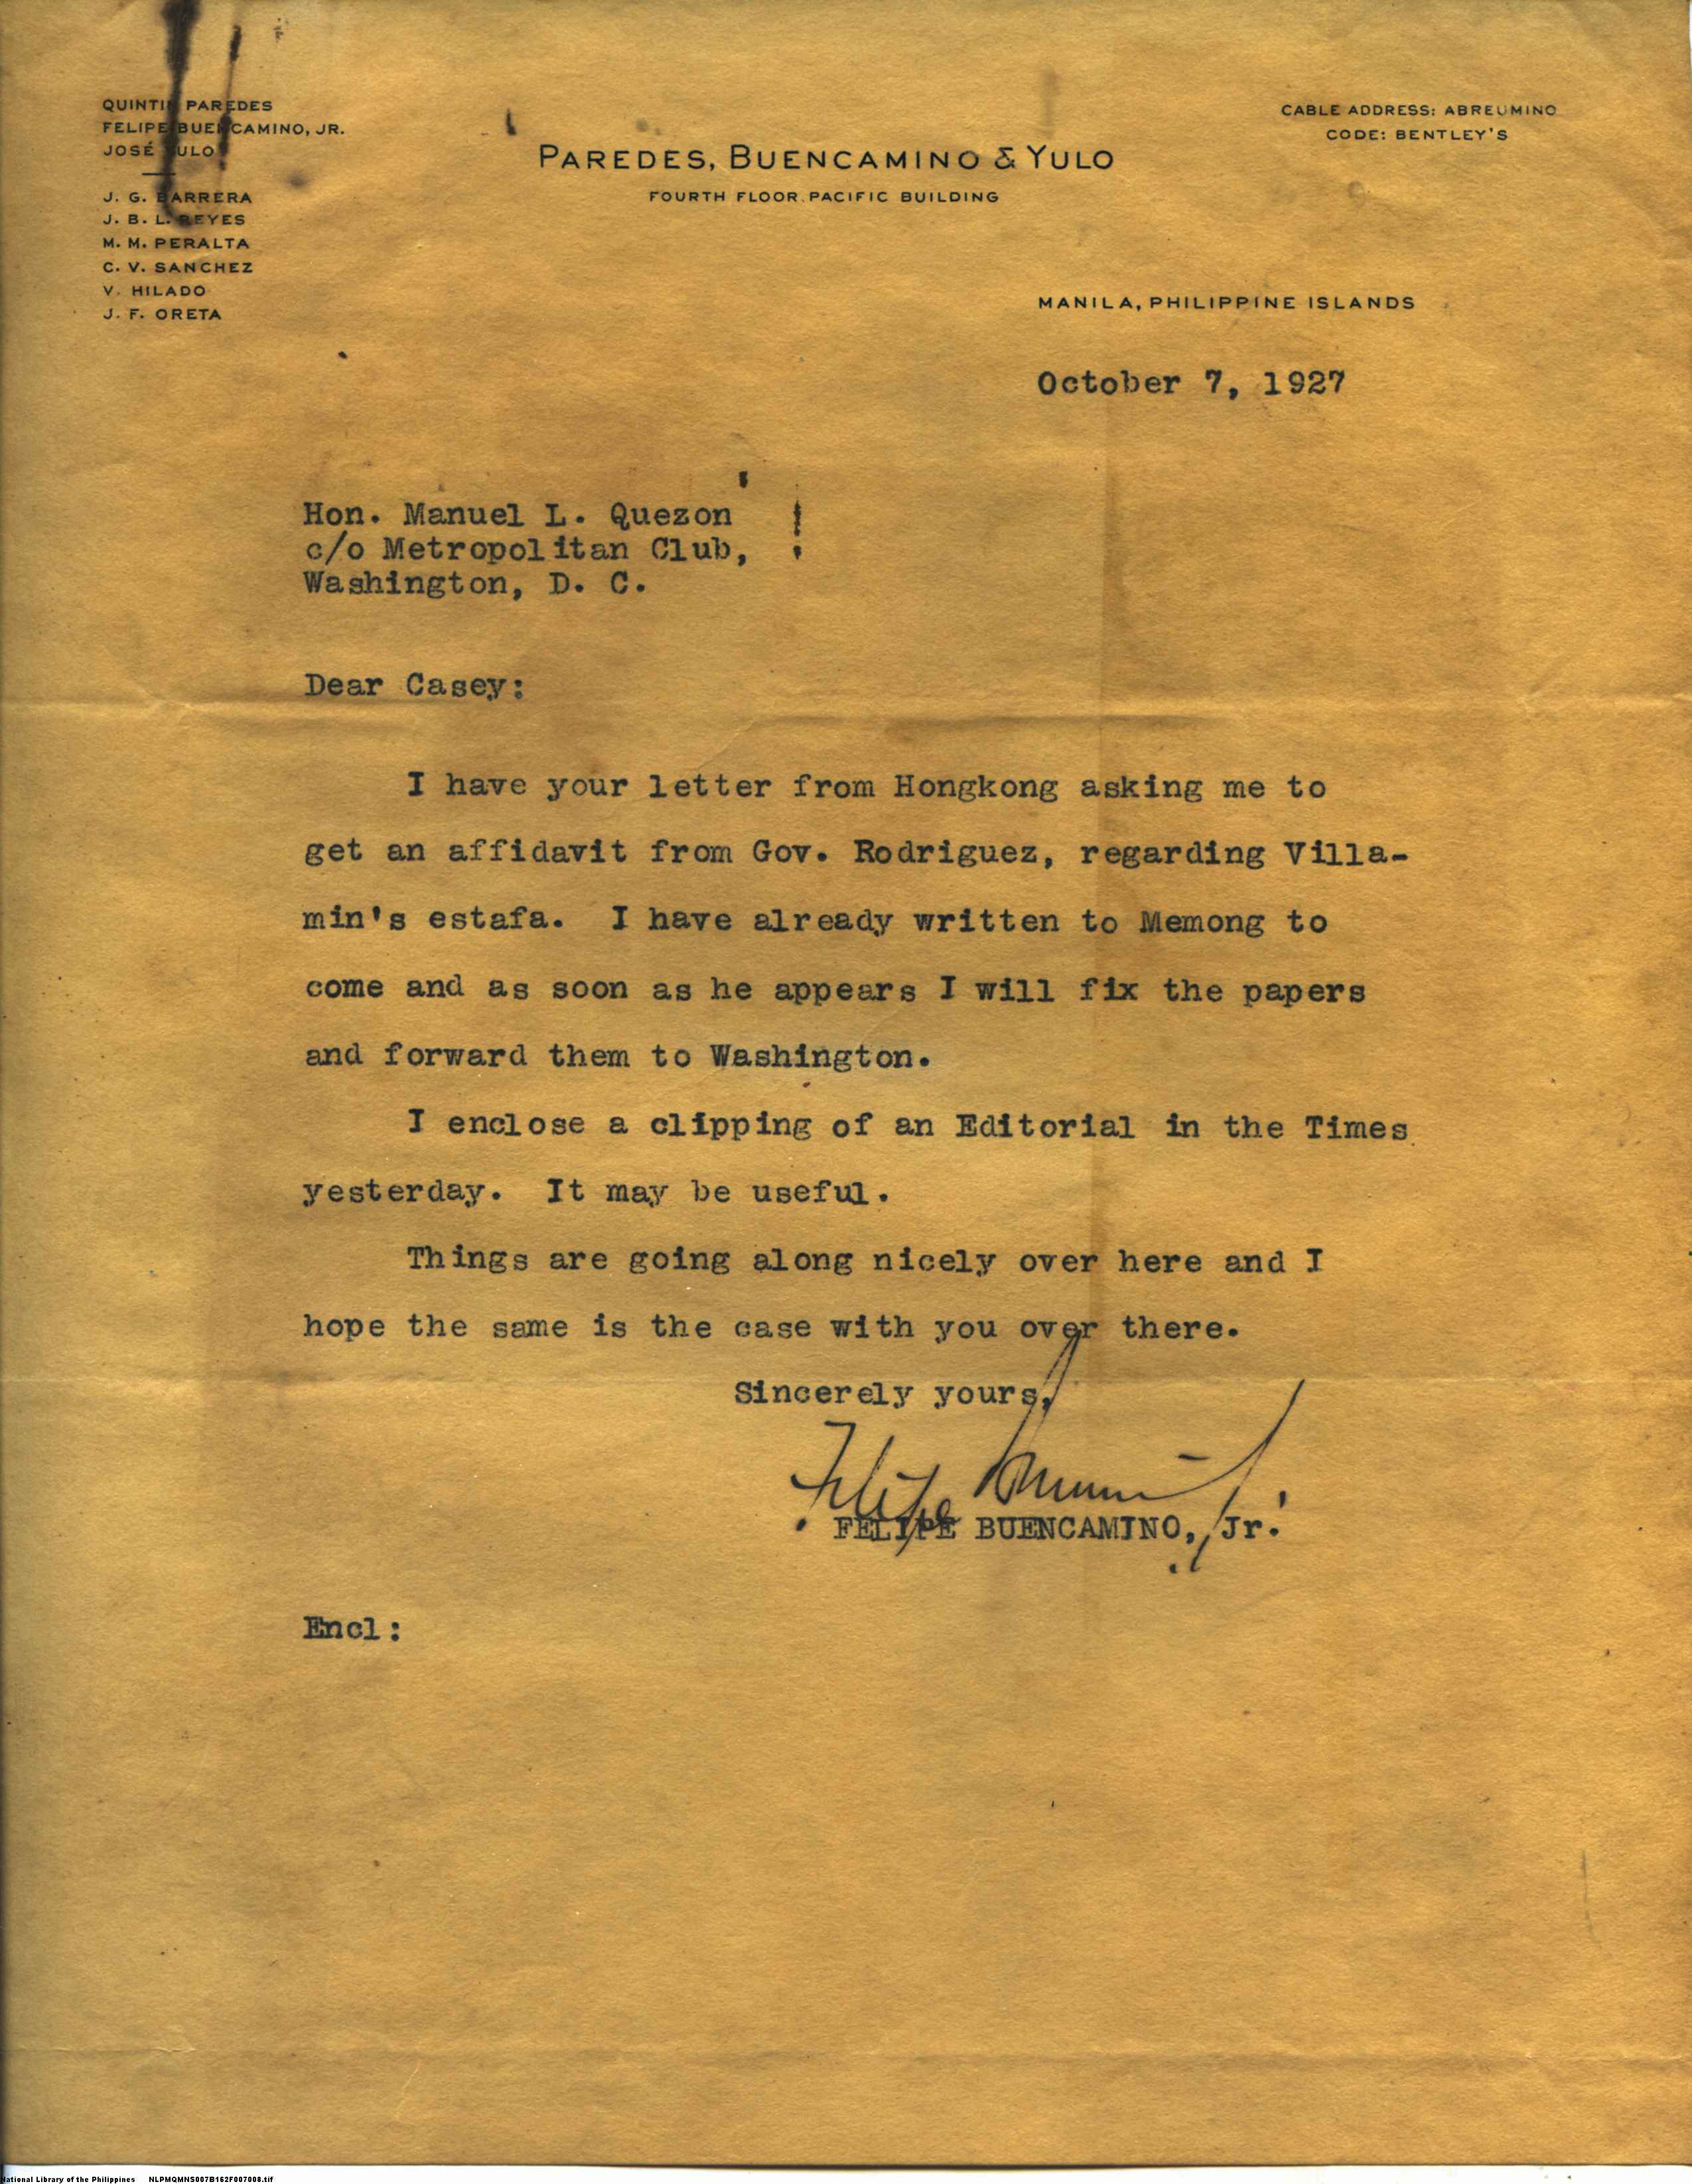 QUINTIN PAREDES
FELIPE BUENCAMINO, JR.
JOSÉ YULO
J. G. BARRERA
J. B. L. REYES
M. M. PERALTA
C. V. SANCHEZ
V. HILADO
J. F. ORETA
PAREDES, BUENCAMINO & YULO
FOURTH FLOOR. PACIFIC BUILDING
CABLE ADDRESS: ABREUMINO
CODE: BENTLEY'S
MANILA, PHILIPPINE ISLANDS
October 7, 1927
Hon. Manuel L. Quezon
c/o Metropolitan Club,
Washington, D. C.
Dear Casey:
I have your letter from Hongkong asking me to
get an affidavit from Gov. Rodriguez, regarding Villa-
min's estafa. I have already written to Memong to
come and as soon as he appears I will fix the papers
and forward them to Washington.
I enclose a clipping of an Editorial in the Times
yesterday. It may be useful.
Things are going along nicely over here and I
hope the same is the case with you over there.
Sincerely yours,
Felipe Buencamino Jr.
FELIPE BUENCAMINO, Jr.
Encl:
National Library of the Philippines NLPMQMNS007B162F007008.tif